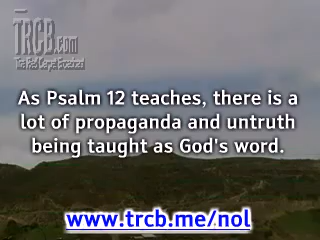 TRCB.com
As Psalm 12 teaches, there is a
lot of propaganda and untruth
being taught as God's word.
www.trcb.me/nol